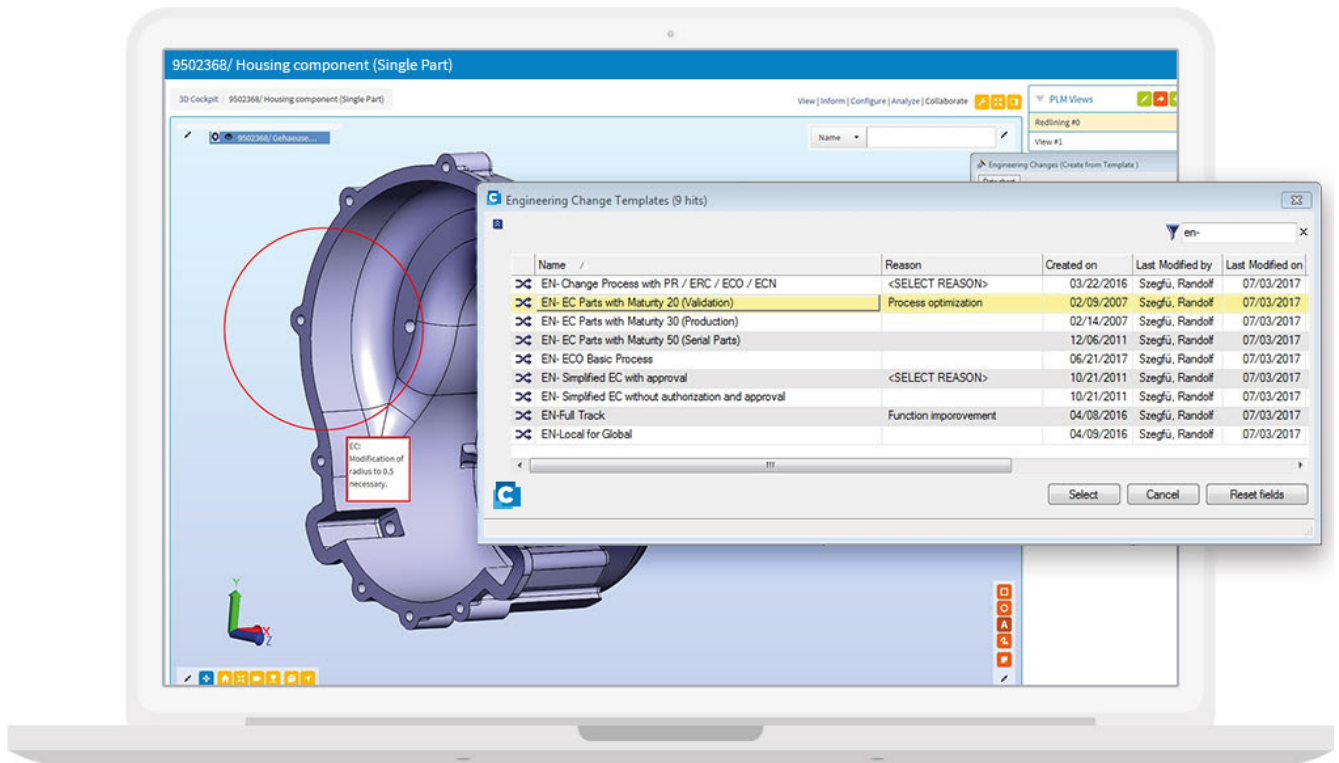 9502368/ Housing component (Single Part)
3D Cockpit / 9502368/ Housing component (Single Part)
View | Inform | Configure | Analyze | Collaborate
PLM Views
Redlining #0
View #1
9502368/ Gehaeuse...
Name
Engineering Changes (Create from Template )
Engineering Change Templates (9 hits)
en-
Name / Reason Created on Last Modified by Last Modified on
EN- Change Process with PR / ERC / ECO / ECN <SELECT REASON> 03/22/2016 Szegfü, Randolf 07/03/2017
EN- EC Parts with Maturity 20 (Validation) Process optimization 02/09/2007 Szegfü, Randolf 07/03/2017
EN- EC Parts with Maturity 30 (Production) 02/14/2007 Szegfü, Randolf 07/03/2017
EN- EC Parts with Maturity 50 (Serial Parts) 12/06/2011 Szegfü, Randolf 07/03/2017
EN- ECO Basic Process 06/21/2017 Szegfü, Randolf 07/03/2017
EN- Simplified EC with approval <SELECT REASON> 10/21/2011 Szegfü, Randolf 07/03/2017
EN- Simplified EC without authorization and approval 10/21/2011 Szegfü, Randolf 07/03/2017
EN-Full Track Function imporovement 04/08/2016 Szegfü, Randolf 07/03/2017
EN-Local for Global 04/09/2016 Szegfü, Randolf 07/03/2017
Select Cancel Reset fields
EC:
Modification of
radius to 0.5
necessary.
Y
X
Z
A